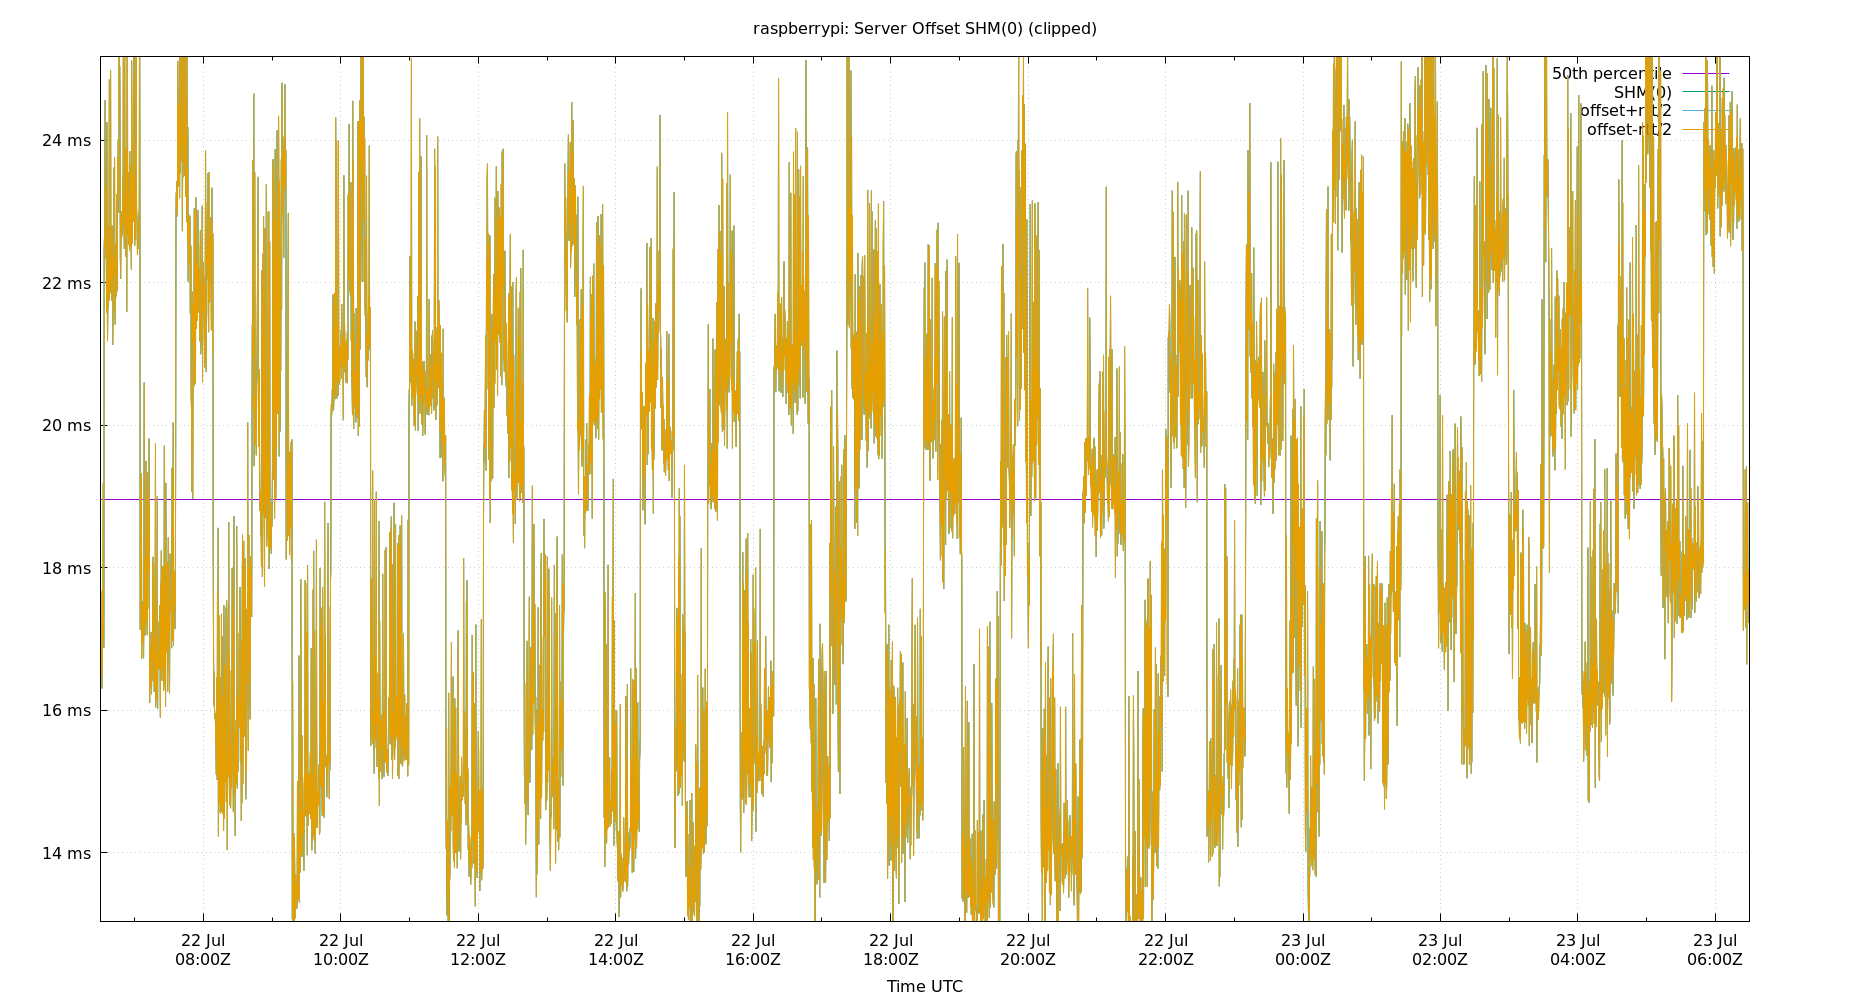 raspberrypi: Server Offset SHM(0) (clipped)
50th percentile
SHM(0)
offset+rtt/2
offset-rtt/2
24 ms
22 ms
20 ms
18 ms
16 ms
14 ms
22 Jul 22 Jul 22 Jul 22 Jul 22 Jul 22 Jul 22 Jul 22 Jul 23 Jul 23 Jul 23 Jul 23 Jul
08:00Z 10:00Z 12:00Z 14:00Z 16:00Z 18:00Z 20:00Z 22:00Z 00:00Z 02:00Z 04:00Z 06:00Z
Time UTC